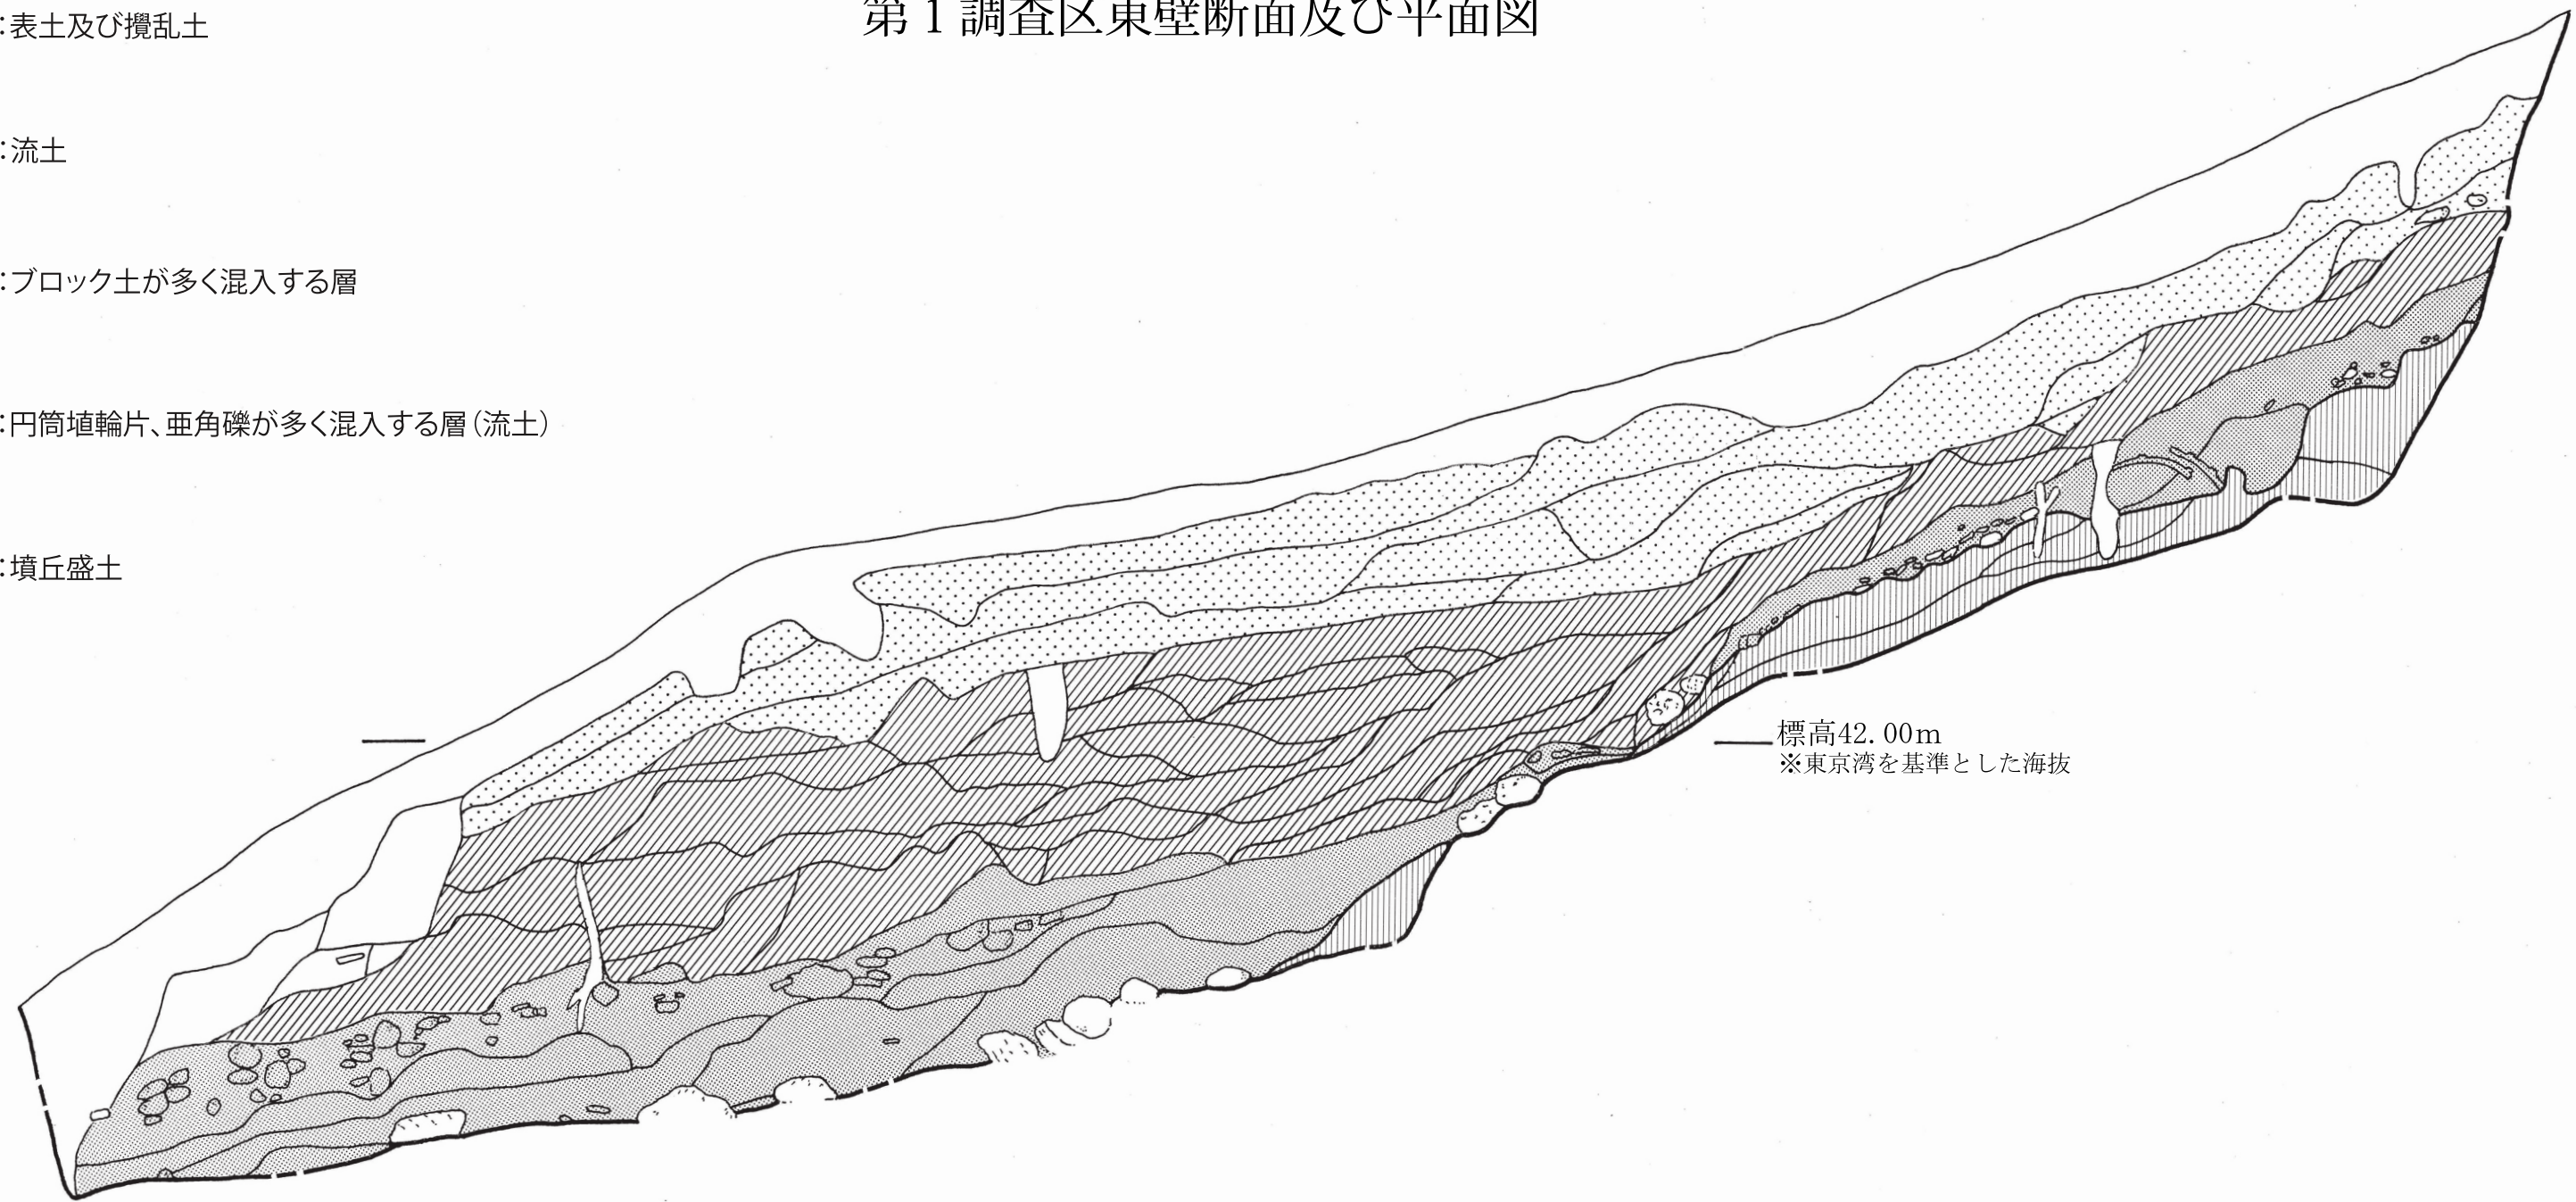 第1調査区東壁断面及び平面図
:表土及び攪乱土
:流土
:ブロック土が多く混入する層
:円筒埴輪片、亜角礫が多く混入する層(流土)
:墳丘盛土
標高42.00m
※東京湾を基準とした海抜